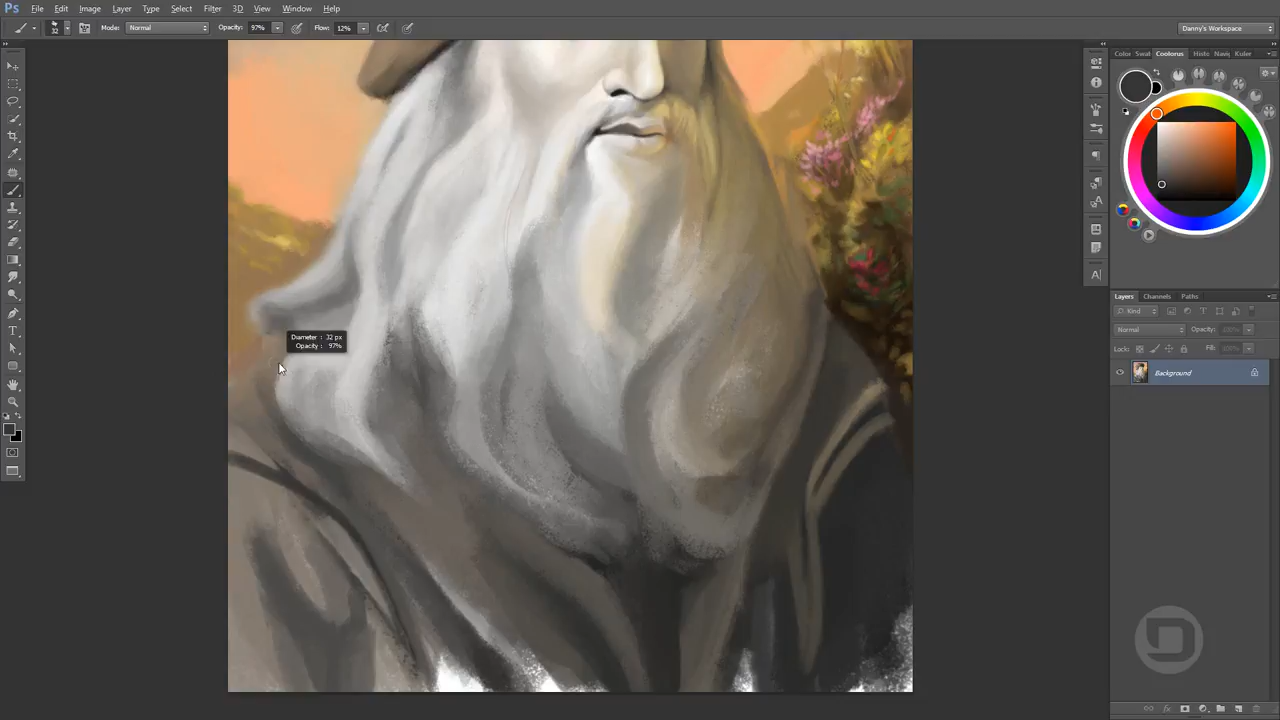 Ps File Edit Image Layer Type Select Filter 3D View Window Help
32 Mode: Normal Opacity: 97% Flow: 12% Danny's Workspace
Color Swat Coolorus Histo Navig Kuler
Diameter : 32 px
Opacity : 97%
Layers Channels Paths
Kind
Normal Opacity:
Lock: Fill:
Background